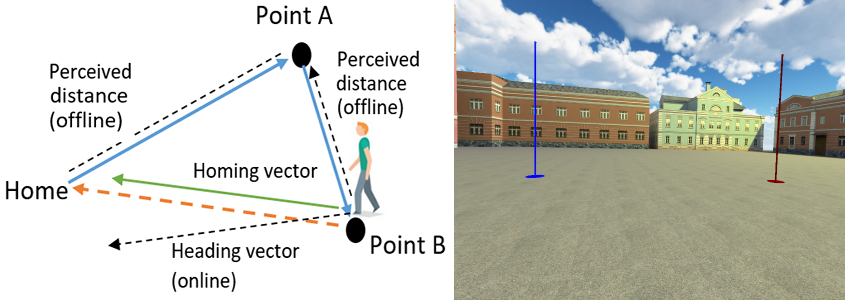 Point A
Perceived
distance
(offline)
Perceived
distance
(offline)
Homing vector
Home
Heading vector
(online)
Point B